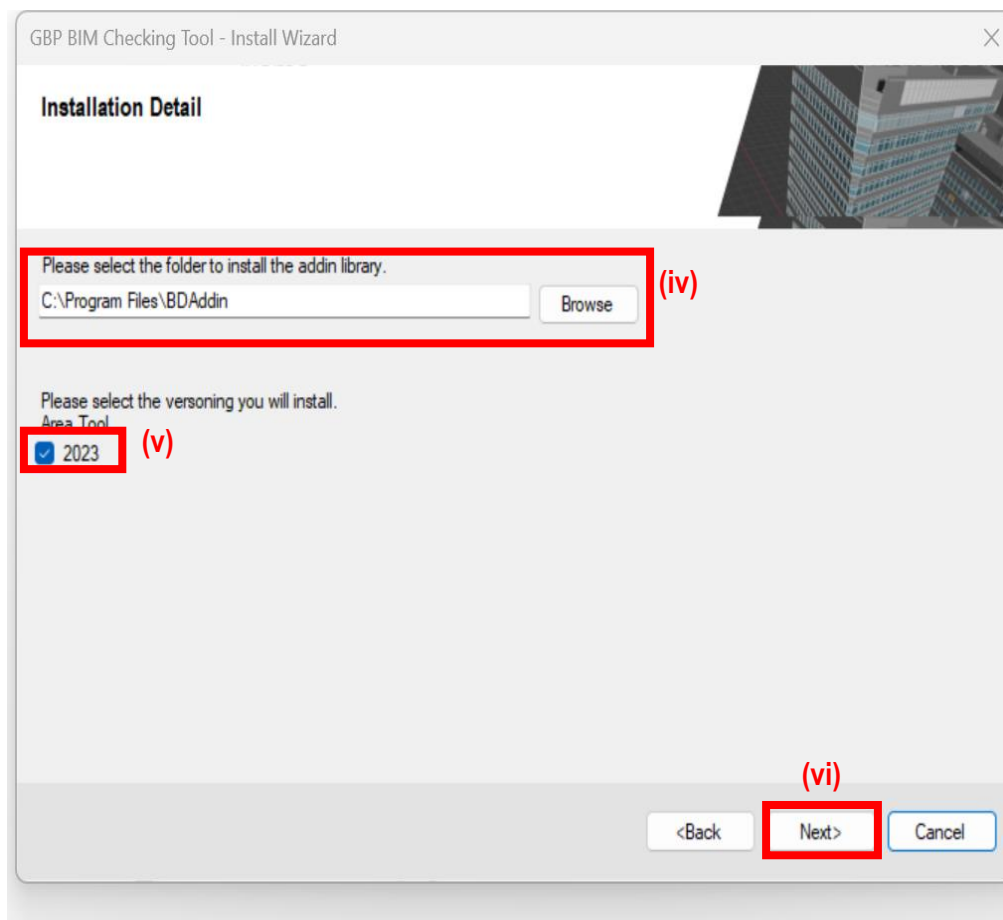 GBP BIM Checking Tool - Install Wizard
Installation Detail
Please select the folder to install the addin library.
(iv)
C:\Program Files\BDAddin
Browse
Please select the versoning you will install.
Area Tool
(v)
2023
(vi)
<Back
Next>
Cancel